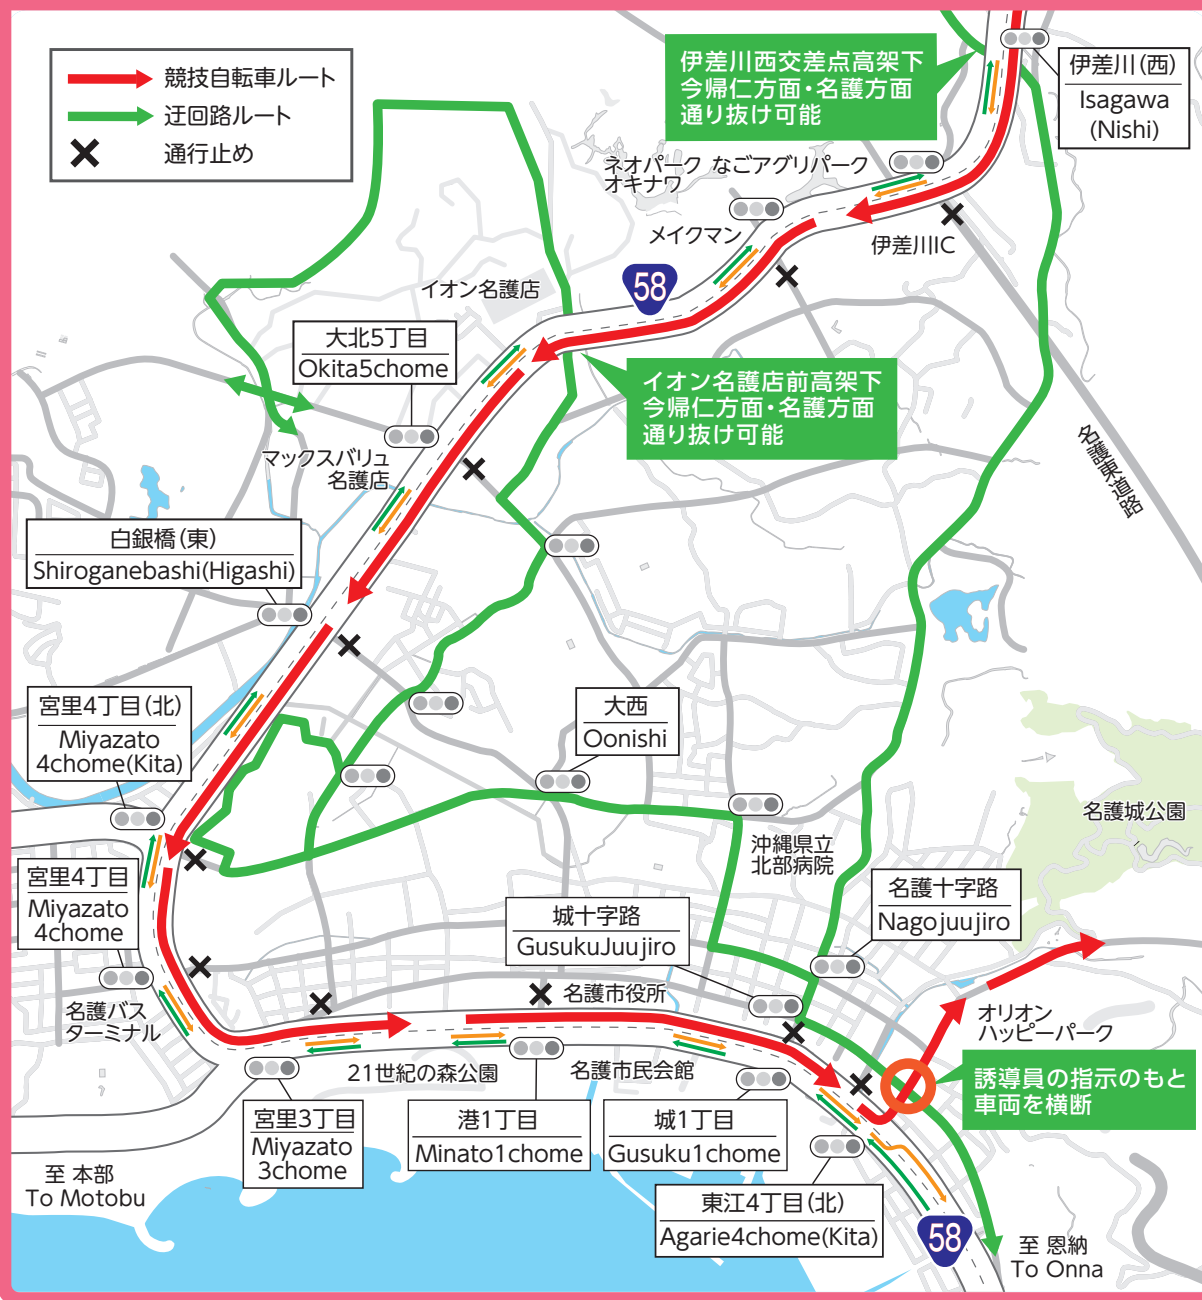 競技自転車ルート
迂回路ルート
通行止め
伊差川西交差点高架下
今帰仁方面・名護方面
通り抜け可能
伊差川(西)
Isagawa
(Nishi)
ネオパーク
オキナワ
なごアグリパーク
メイクマン
伊差川IC
58
イオン名護店
大北5丁目
Okita5chome
イオン名護店前高架下
今帰仁方面・名護方面
通り抜け可能
名護東道路
マックスバリュ
名護店
白銀橋(東)
Shiroganebashi(Higashi)
宮里4丁目(北)
Miyazato
4chome(Kita)
大西
Oonishi
名護城公園
沖縄県立
北部病院
宮里4丁目
Miyazato
4chome
名護十字路
Nagojuujiro
城十字路
GusukuJuujiro
名護市役所
名護バス
ターミナル
オリオン
ハッピーパーク
21世紀の森公園
名護市民会館
誘導員の指示のもと
車両を横断
宮里3丁目
Miyazato
3chome
港1丁目
Minato1chome
城1丁目
Gusuku1chome
至 本部
To Motobu
東江4丁目(北)
Agarie4chome(Kita)
58
至 恩納
To Onna